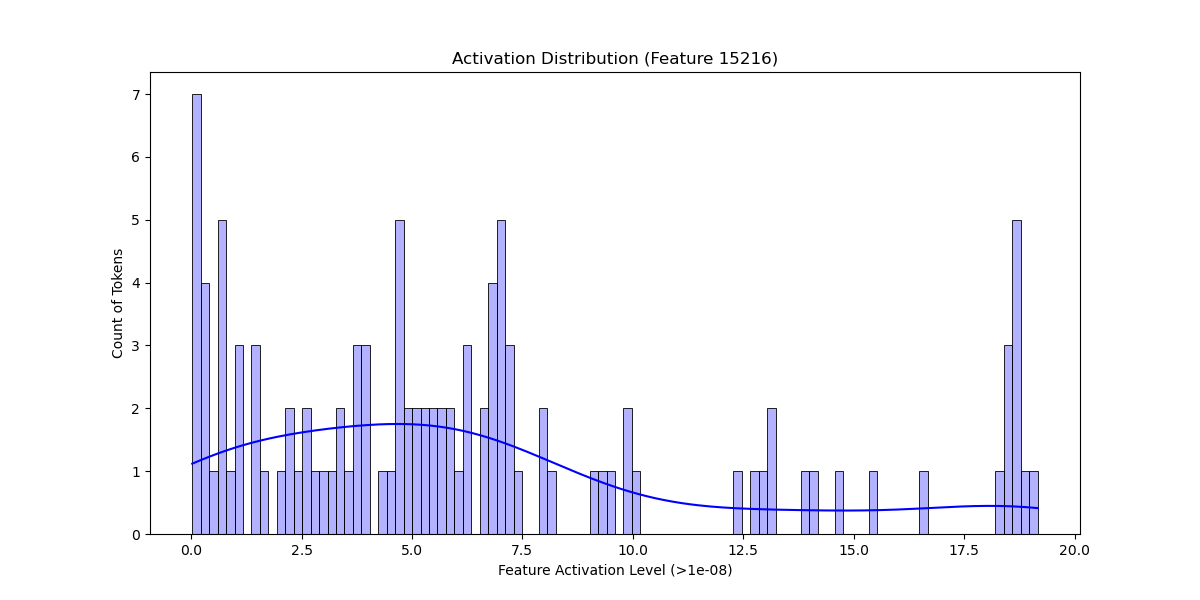 Activation Distribution (Feature 15216)
7
6
5
4
3
2
1
0
Count of Tokens
0.0 2.5 5.0 7.5 10.0 12.5 15.0 17.5 20.0
Feature Activation Level (>1e-08)